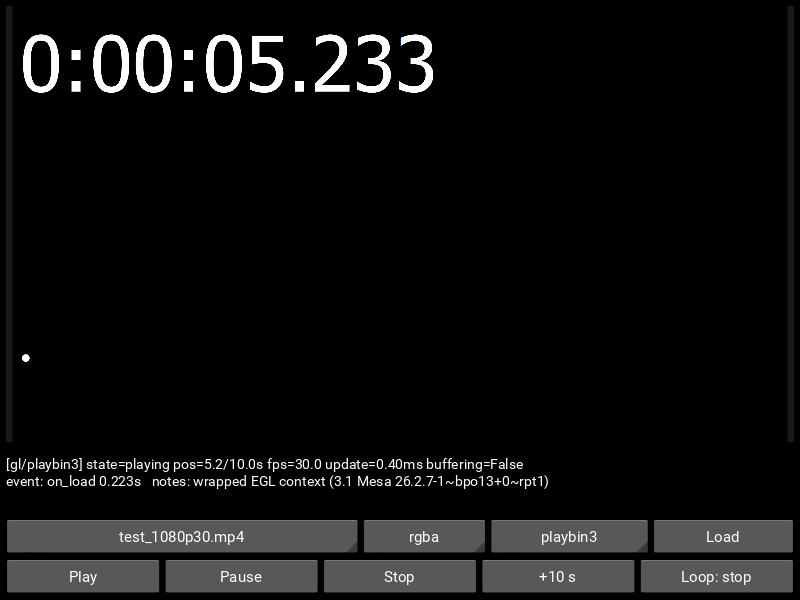 0:00:05.233
[gl/playbin3] state=playing pos=5.2/10.0s fps=30.0 update=0.40ms buffering=False
event: on_load 0.223s   notes: wrapped EGL context (3.1 Mesa 26.2.7-1~bpo13+0~rpt1)
test_1080p30.mp4 rgba playbin3 Load
Play Pause Stop +10 s Loop: stop